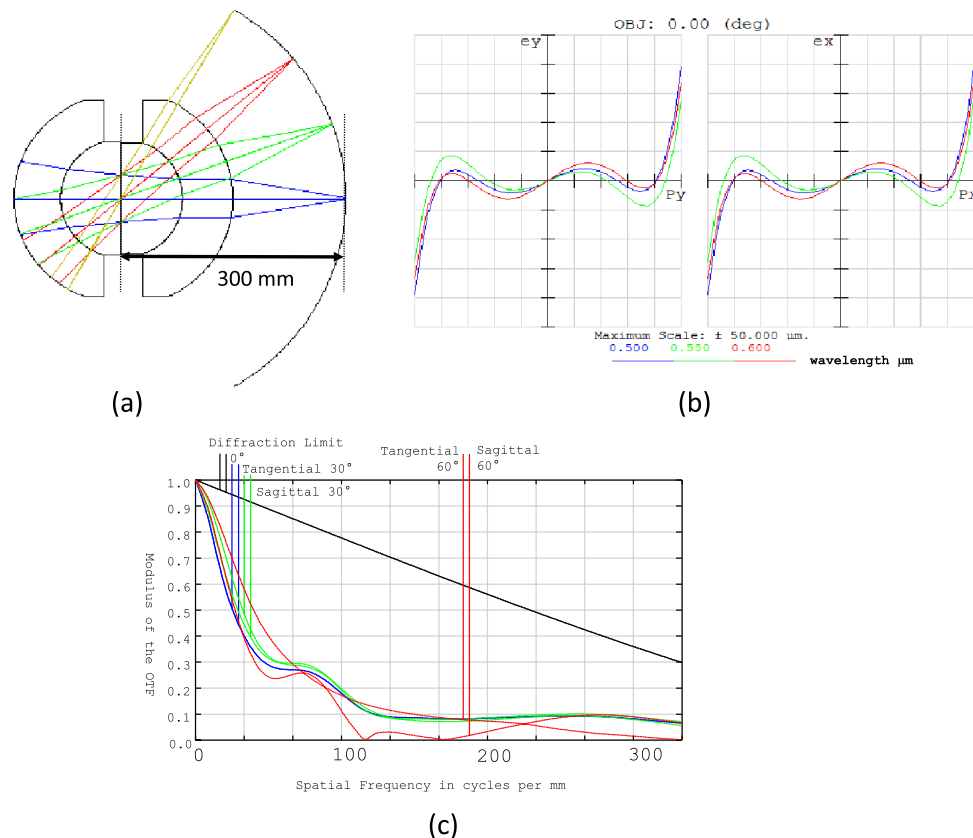 300 mm
(a)
OBJ: 0.00 (deg)
ey
ex
Py
Px
Maximum Scale: ± 50.000 µm.
0.500 0.550 0.600
wavelength µm
(b)
Diffraction Limit
0°
Tangential 30°
Sagittal 30°
Tangential
60°
Sagittal
60°
1.0
0.9
0.8
0.7
0.6
0.5
0.4
0.3
0.2
0.1
0.0
Modulus of the OTF
0 100 200 300
Spatial Frequency in cycles per mm
(c)